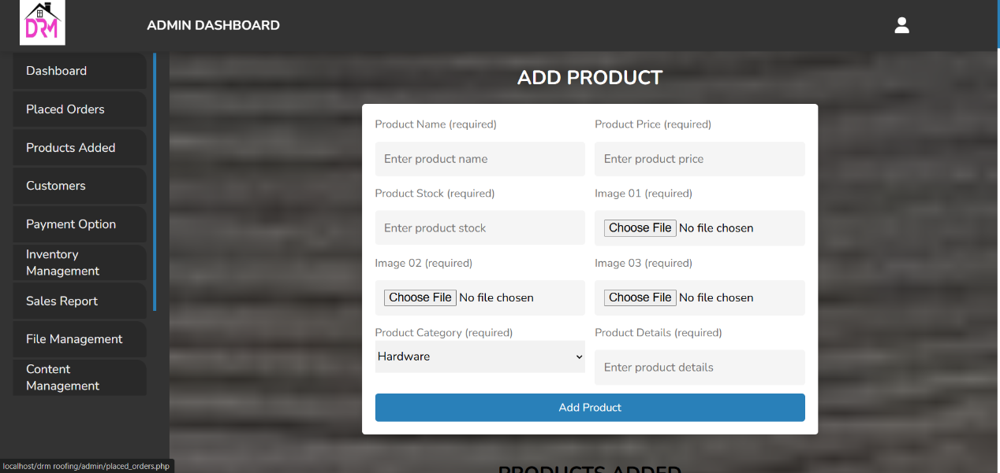 DRM
ADMIN DASHBOARD
Dashboard
Placed Orders
Products Added
Customers
Payment Option
Inventory
Management
Sales Report
File Management
Content
Management
ADD PRODUCT
Product Name (required)
Product Price (required)
Enter product name
Enter product price
Product Stock (required)
Image 01 (required)
Enter product stock
Choose File No file chosen
Image 02 (required)
Image 03 (required)
Choose File No file chosen
Choose File No file chosen
Product Category (required)
Product Details (required)
Hardware
Enter product details
Add Product
PRODUCTS ADDED
localhost/drm roofing/admin/placed_orders.php